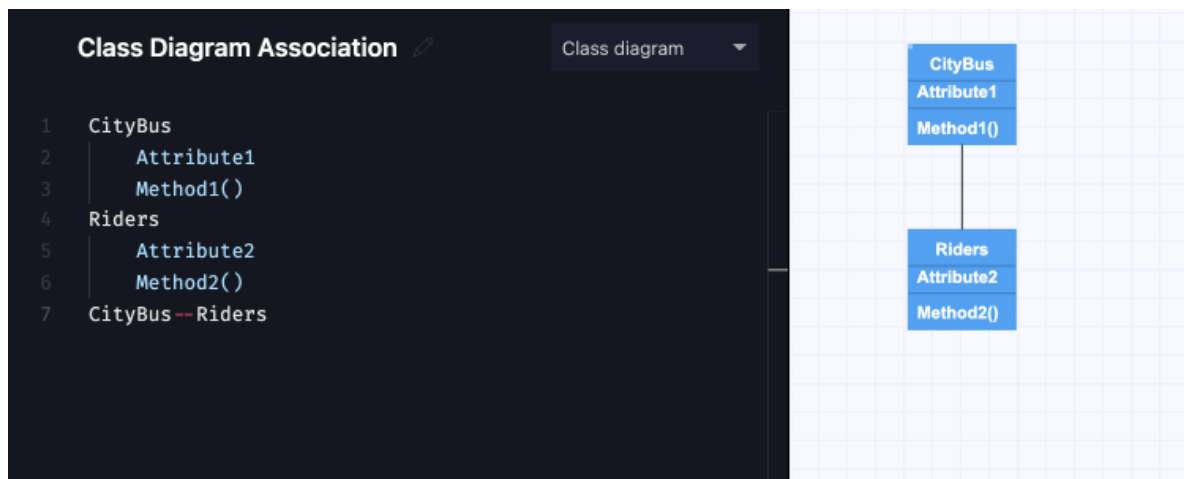 Class Diagram Association
Class diagram
1 CityBus
2 Attribute1
3 Method1()
4 Riders
5 Attribute2
6 Method2()
7 CityBus--Riders
CityBus
Attribute1
Method1()
Riders
Attribute2
Method2()